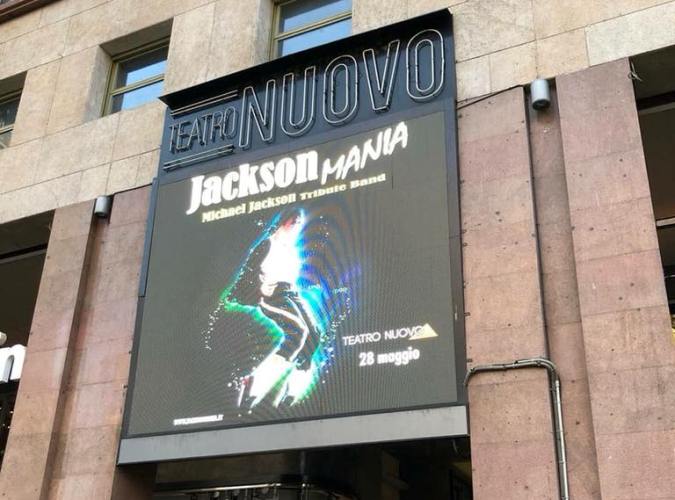 TEATRO NUOVO
Jackson MANIA
Michael Jackson Tribute Band
TEATRO NUOVO
28 maggio